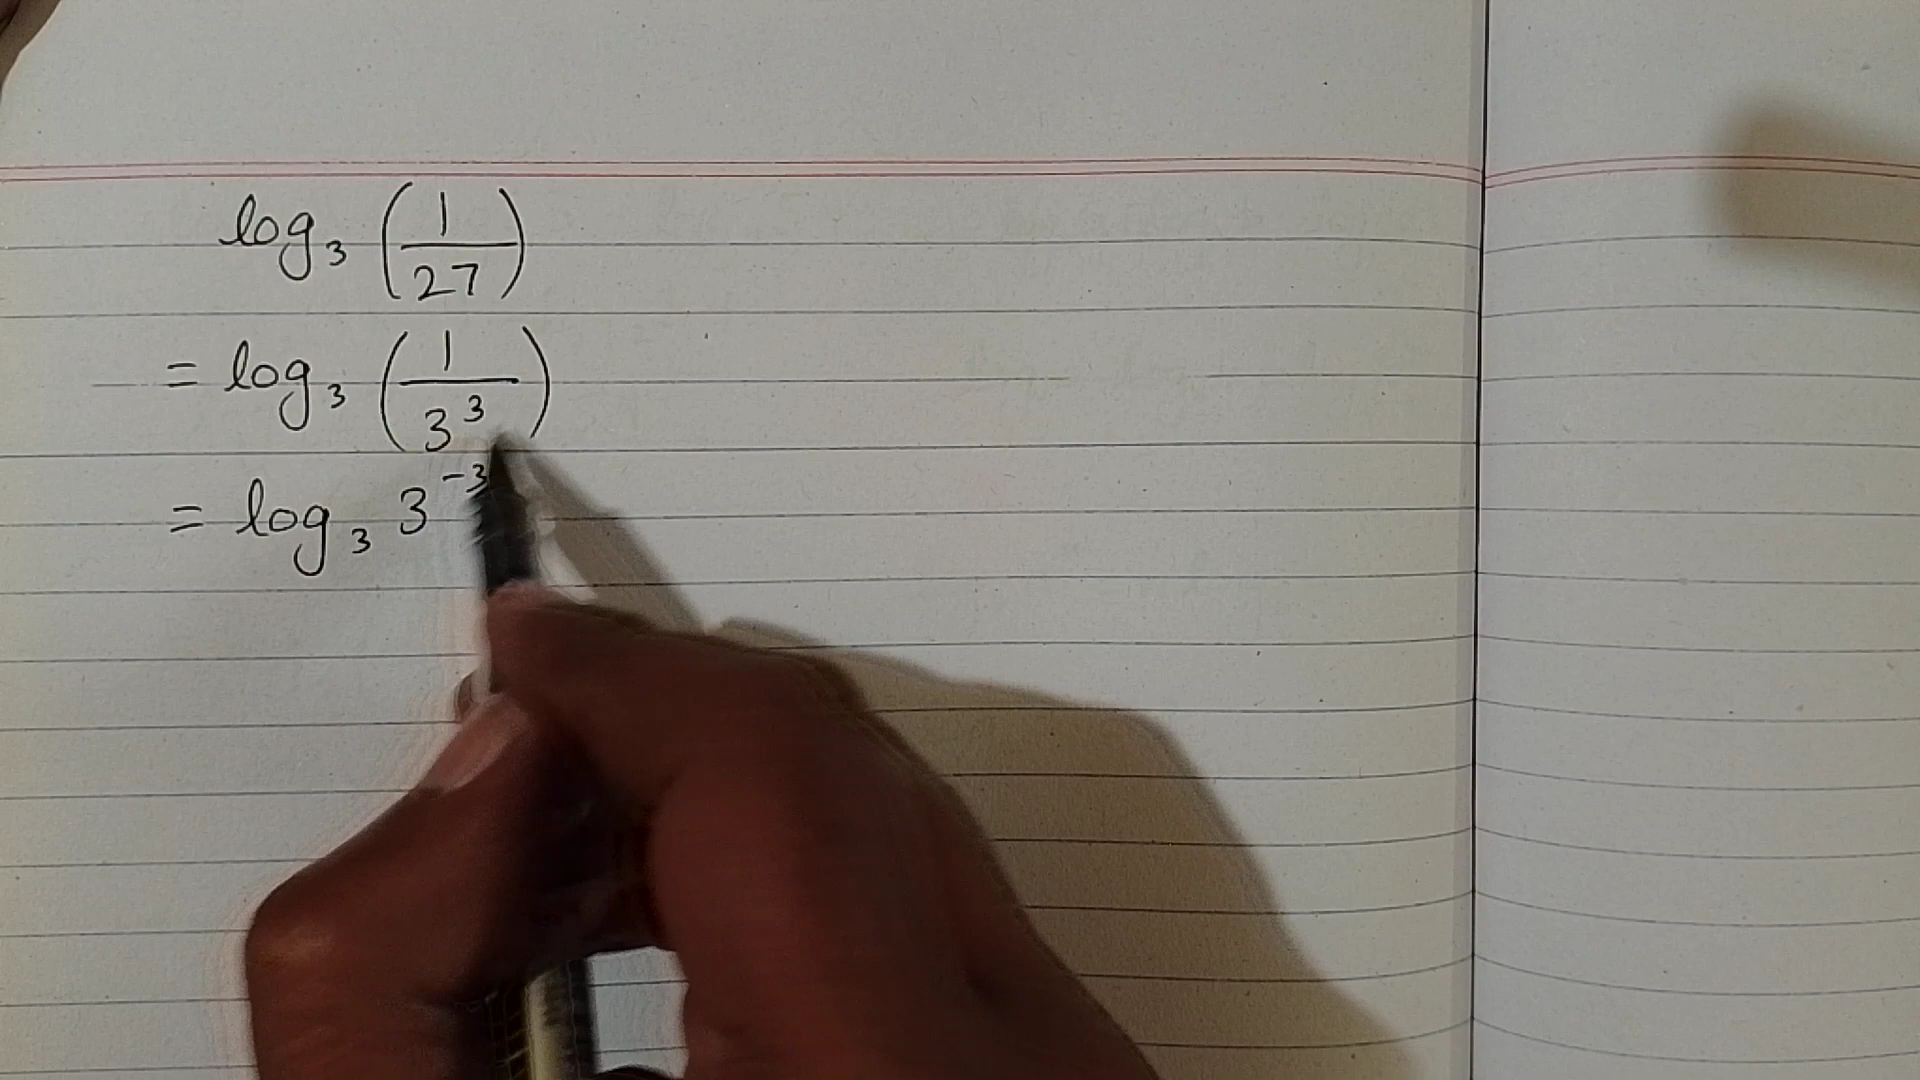 log₃ (1/27)
= log₃ (1/3³)
= log₃ 3⁻³